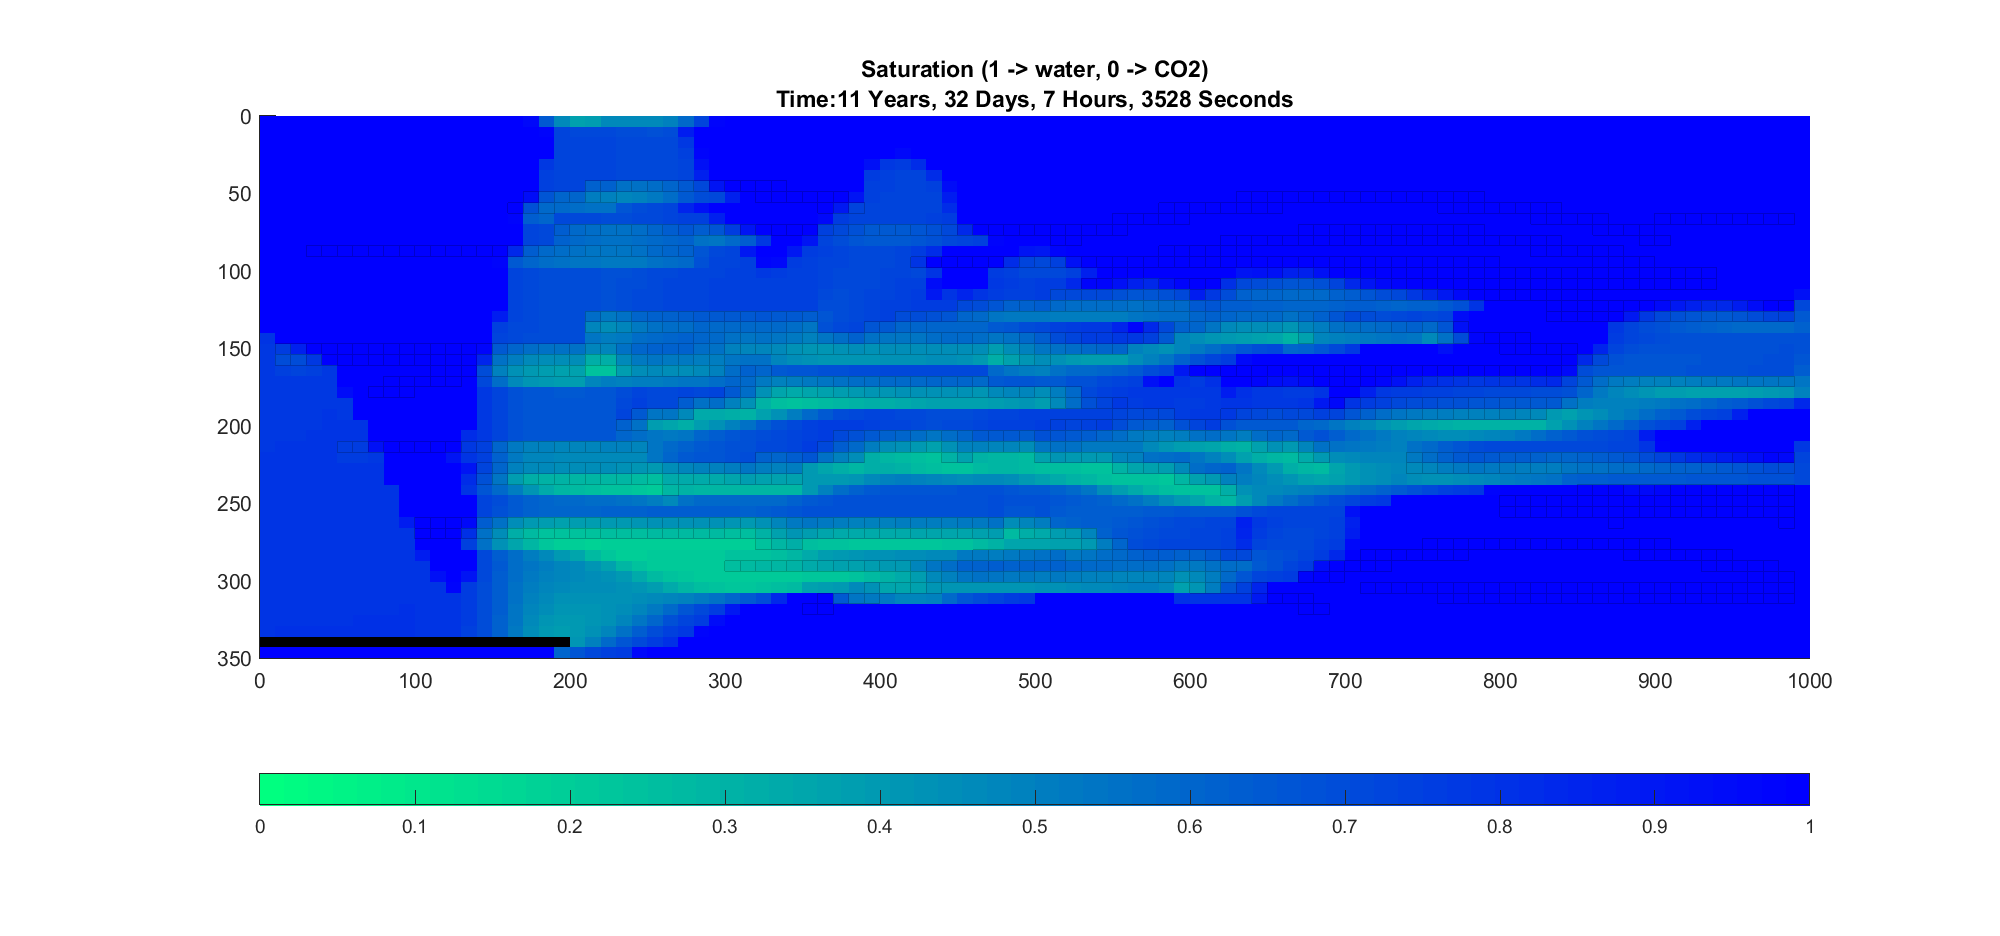 Saturation (1 -> water, 0 -> CO2)
Time:11 Years, 32 Days, 7 Hours, 3528 Seconds
0
50
100
150
200
250
300
350
0 100 200 300 400 500 600 700 800 900 1000
0 0.1 0.2 0.3 0.4 0.5 0.6 0.7 0.8 0.9 1